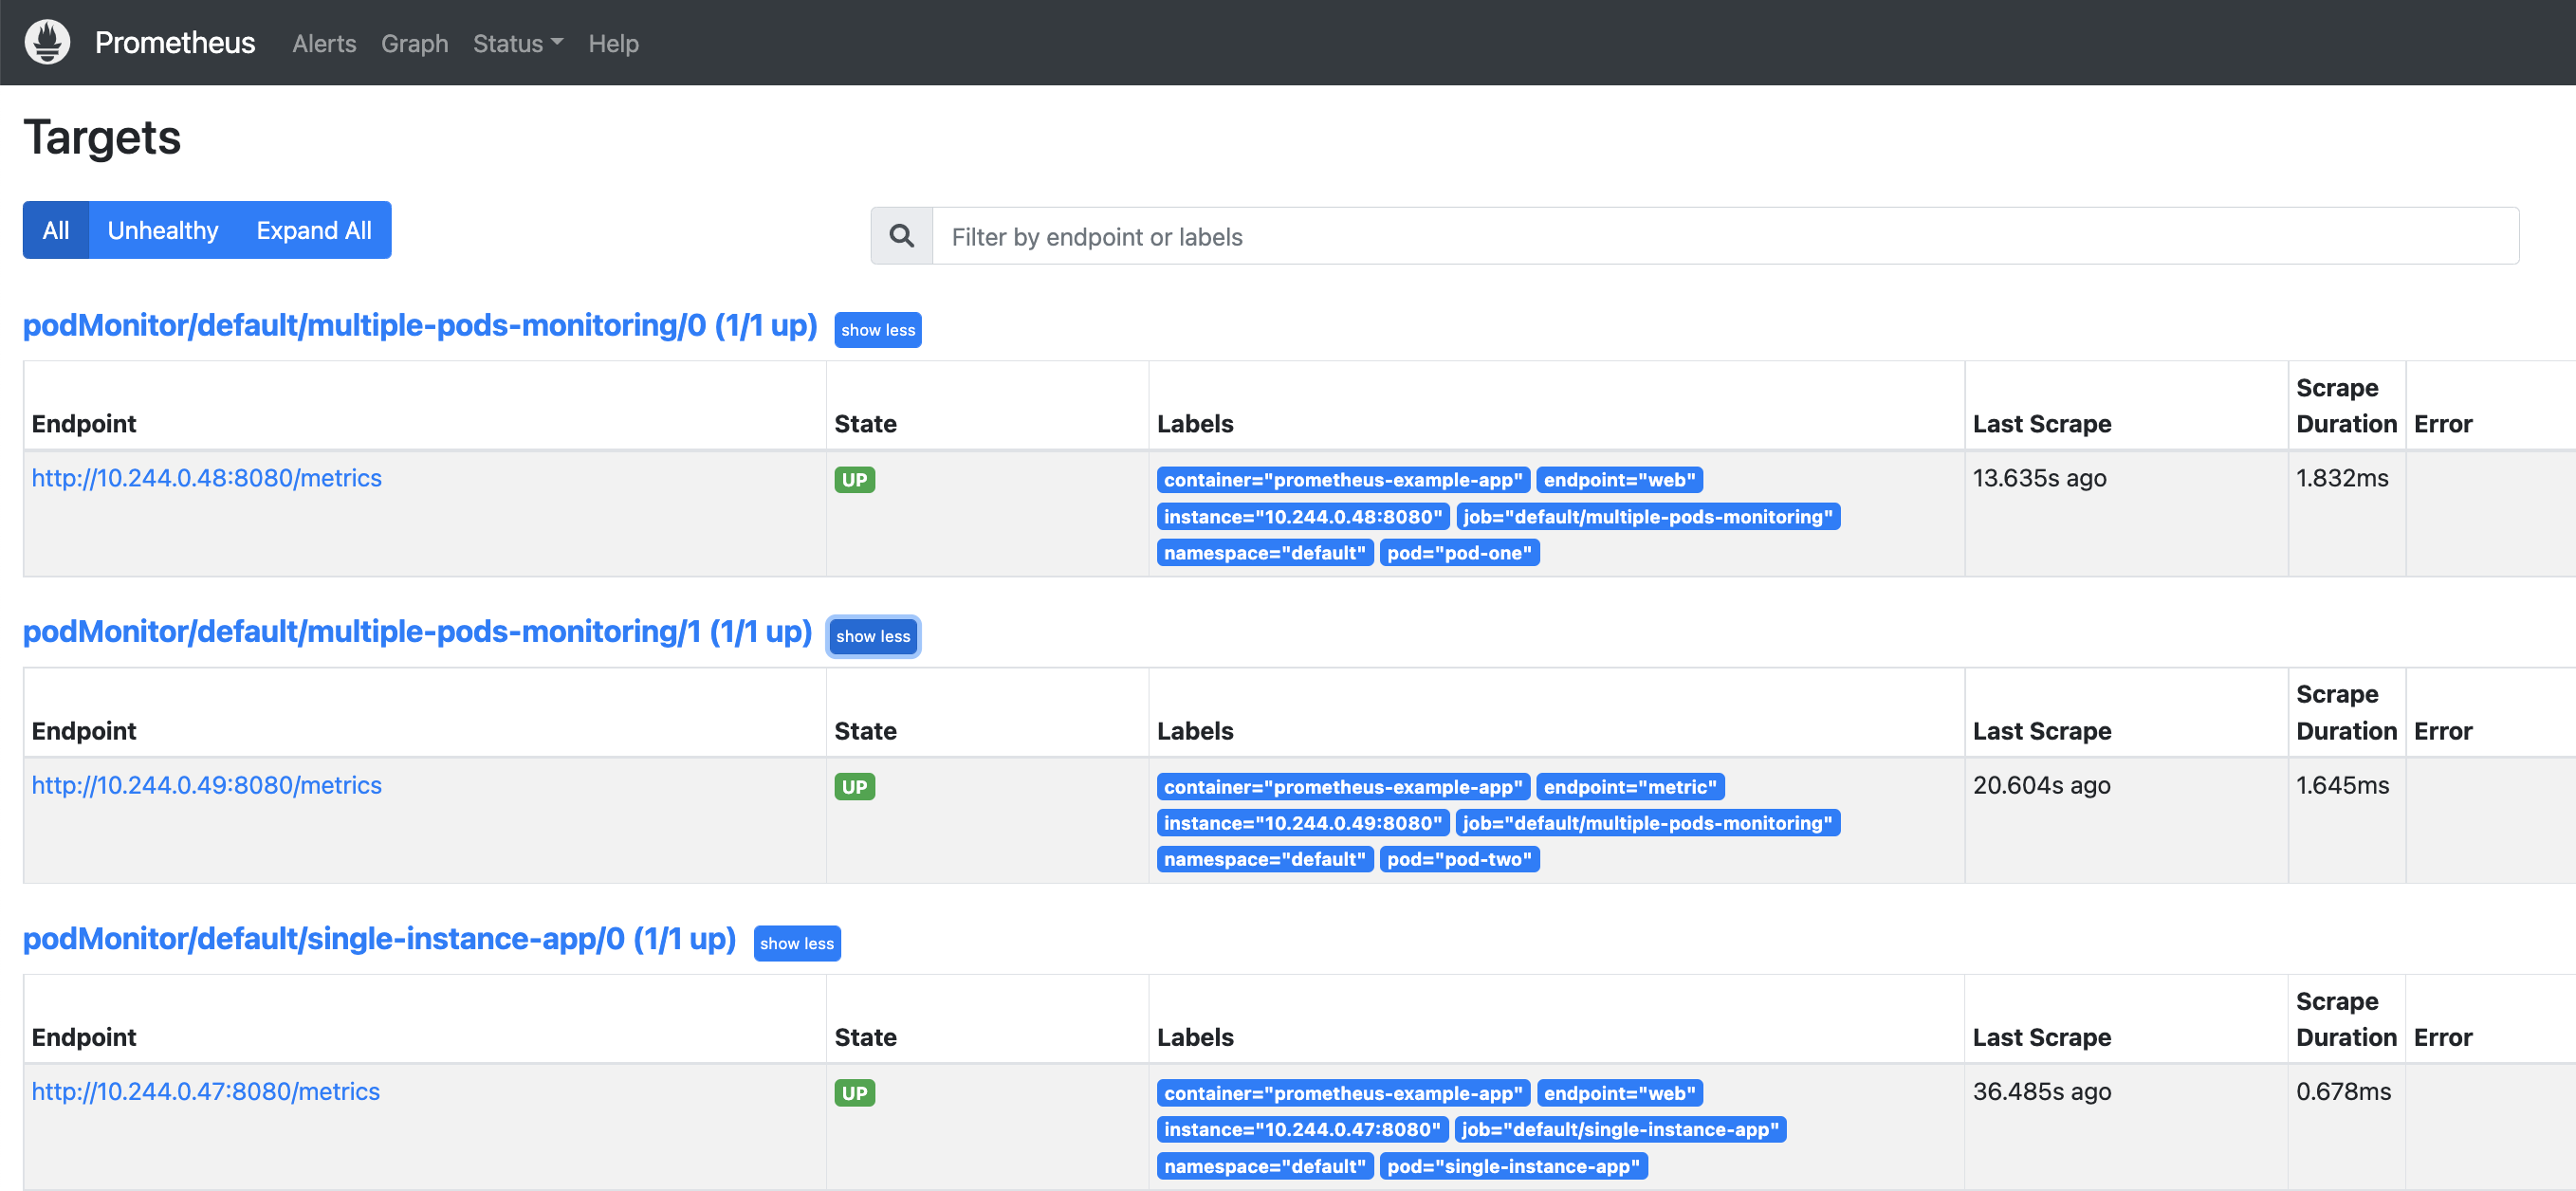 Prometheus Alerts Graph Status Help
Targets
All Unhealthy Expand All
Filter by endpoint or labels
podMonitor/default/multiple-pods-monitoring/0 (1/1 up) show less
Endpoint State Labels Last Scrape Scrape Duration Error
http://10.244.0.48:8080/metrics UP container="prometheus-example-app" endpoint="web" 13.635s ago 1.832ms
instance="10.244.0.48:8080" job="default/multiple-pods-monitoring"
namespace="default" pod="pod-one"
podMonitor/default/multiple-pods-monitoring/1 (1/1 up) show less
Endpoint State Labels Last Scrape Scrape Duration Error
http://10.244.0.49:8080/metrics UP container="prometheus-example-app" endpoint="metric" 20.604s ago 1.645ms
instance="10.244.0.49:8080" job="default/multiple-pods-monitoring"
namespace="default" pod="pod-two"
podMonitor/default/single-instance-app/0 (1/1 up) show less
Endpoint State Labels Last Scrape Scrape Duration Error
http://10.244.0.47:8080/metrics UP container="prometheus-example-app" endpoint="web" 36.485s ago 0.678ms
instance="10.244.0.47:8080" job="default/single-instance-app"
namespace="default" pod="single-instance-app"